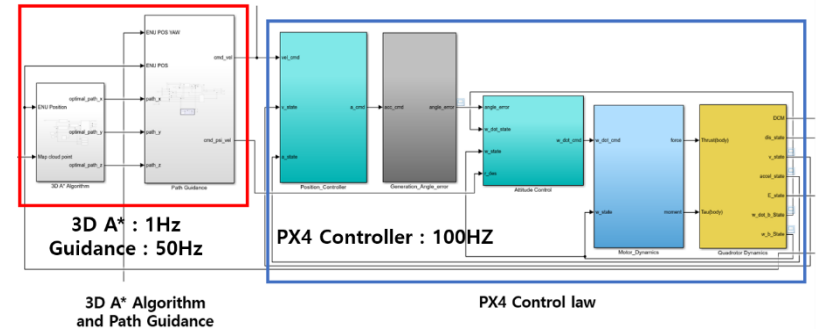 ENU POS YAW
ENU POS
cmd_vel
path_x
path_y
path_z
cmd_psi_vel
Path Guidance
ENU Position
Map cloud point
optimal_path_x
optimal_path_y
optimal_path_z
3D A* Algorithm
vel_cmd
v_state
a_state
a_cmd
Position_Controller
acc_cmd
angle_error
Generation_Angle_error
angle_error
w_dot_state
w_state
r_des
w_dot_cmd
Attitude Control
w_dot_cmd
w_state
force
moment
Motor_Dynamics
Thrust(body)
Tau(body)
DCM
dis_state
v_state
accel_state
E_state
w_dot_b_State
w_b_State
Quadrotor Dynamics
3D A* : 1Hz
Guidance : 50Hz
PX4 Controller : 100HZ
3D A* Algorithm
and Path Guidance
PX4 Control law